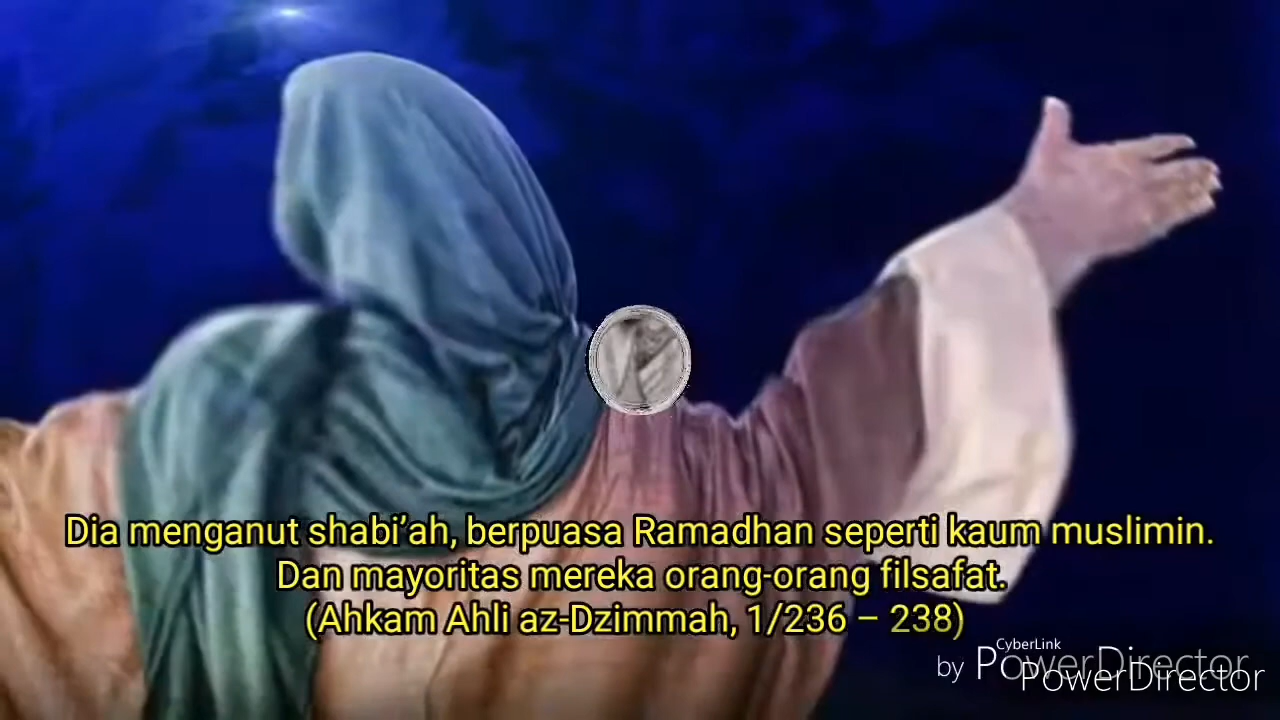 Dia menganut shabi’ah, berpuasa Ramadhan seperti kaum muslimin.
Dan mayoritas mereka orang-orang filsafat.
(Ahkam Ahli az-Dzimmah, 1/236 – 238)
CyberLink
by PowerDirector
PowerDirector